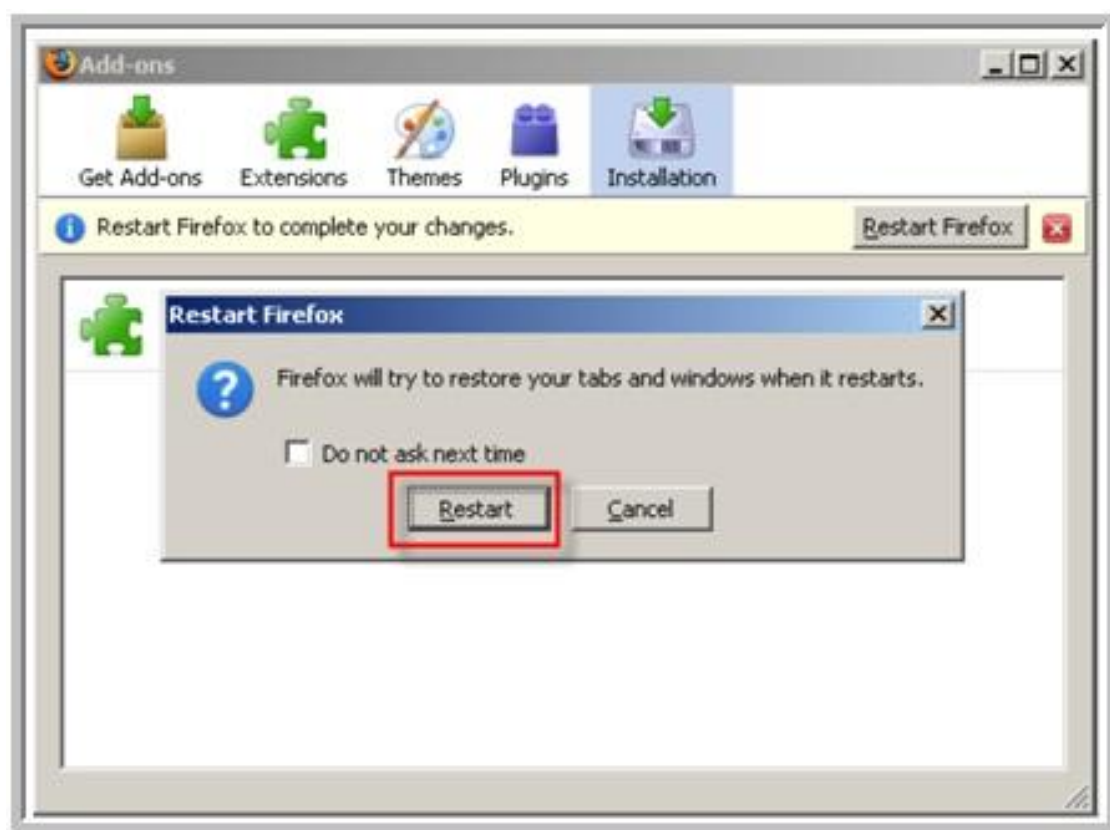 Add-ons
Get Add-ons Extensions Themes Plugins Installation
Restart Firefox to complete your changes. Restart Firefox
Restart Firefox
Firefox will try to restore your tabs and windows when it restarts.
Do not ask next time
Restart Cancel